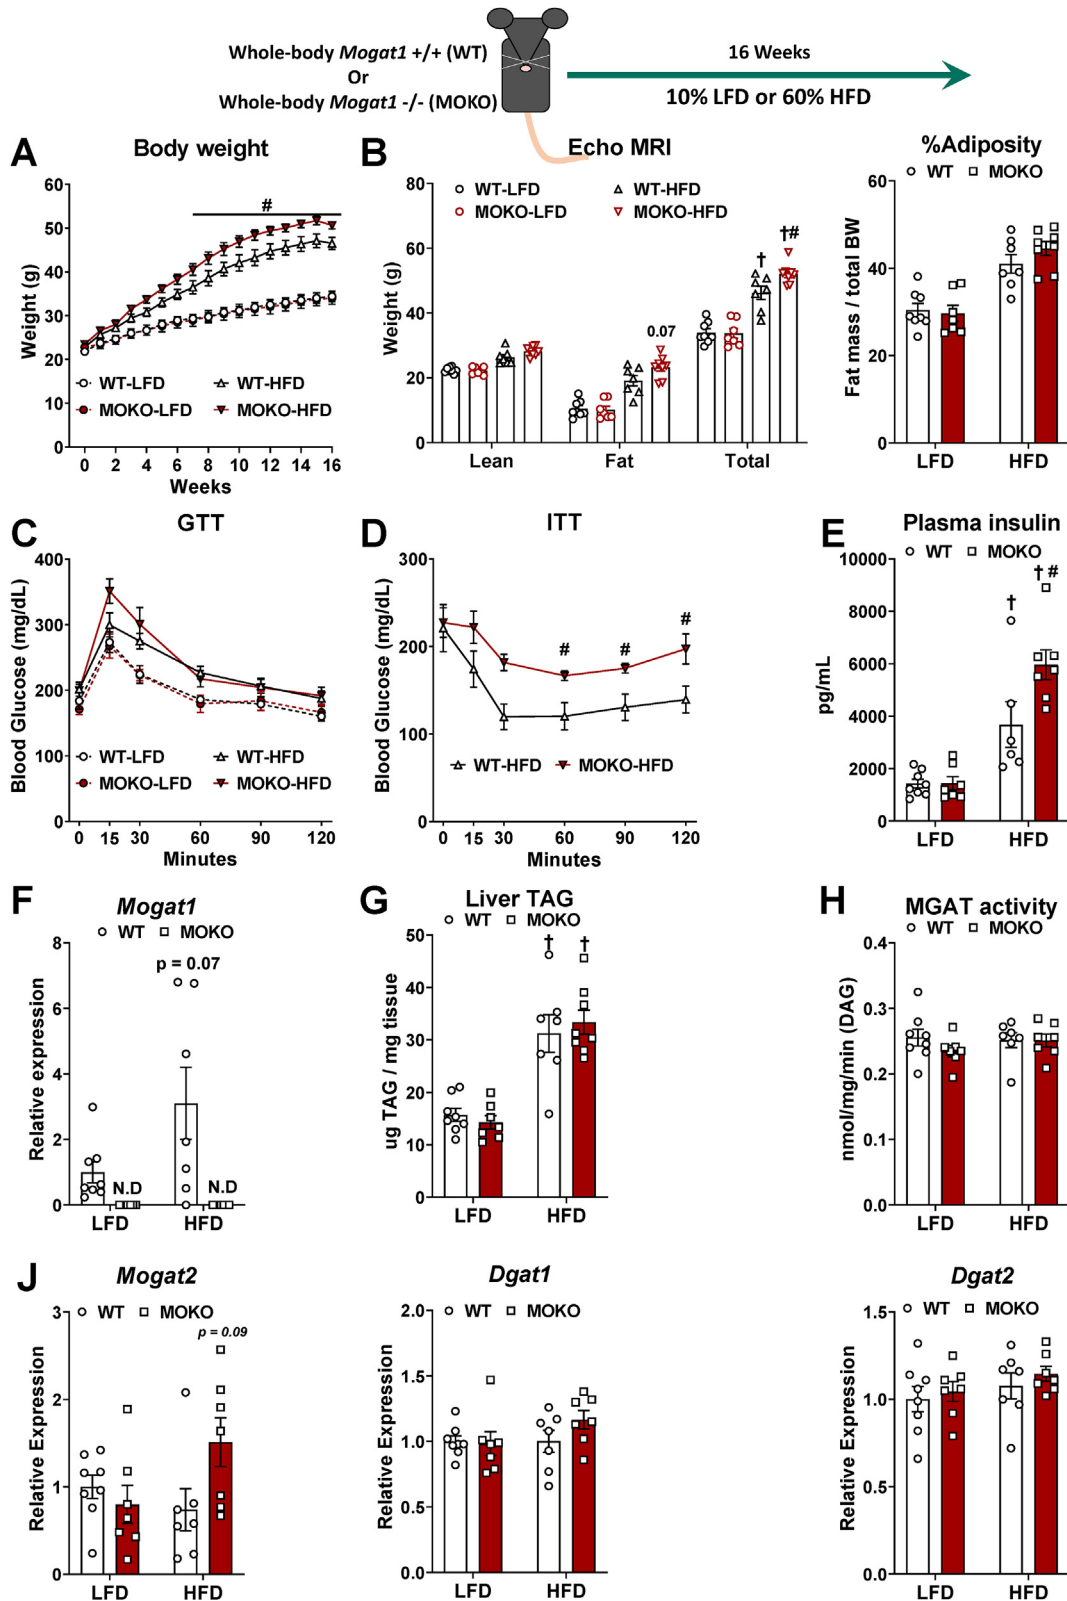 Whole-body Mogat1 +/+ (WT)
Or
Whole-body Mogat1 -/- (MOKO)
16 Weeks
10% LFD or 60% HFD
A
Body weight
#
60
50
40
30
20
10
0
Weight (g)
WT-LFD
WT-HFD
MOKO-LFD
MOKO-HFD
0 2 4 6 8 10 12 14 16
Weeks
B
Echo MRI
80
60
40
20
0
Weight (g)
WT-LFD
WT-HFD
MOKO-LFD
MOKO-HFD
0.07
†
†#
Lean Fat Total
%Adiposity
WT MOKO
60
40
20
0
Fat mass / total BW
LFD HFD
C
GTT
400
300
200
100
0
Blood Glucose (mg/dL)
WT-LFD
WT-HFD
MOKO-LFD
MOKO-HFD
0 15 30 60 90 120
Minutes
D
ITT
300
200
100
0
Blood Glucose (mg/dL)
# # #
WT-HFD MOKO-HFD
0 15 30 60 90 120
Minutes
E
Plasma insulin
WT MOKO
10000
8000
6000
4000
2000
0
pg/mL
†
†#
LFD HFD
F
Mogat1
WT MOKO
p = 0.07
8
6
4
2
0
Relative expression
N.D
N.D
LFD HFD
G
Liver TAG
WT MOKO
50
40
30
20
10
0
ug TAG / mg tissue
† †
LFD HFD
H
MGAT activity
WT MOKO
0.4
0.3
0.2
0.1
0.0
nmol/mg/min (DAG)
LFD HFD
J
Mogat2
WT MOKO
p = 0.09
3
2
1
0
Relative Expression
LFD HFD
Dgat1
WT MOKO
2.0
1.5
1.0
0.5
0.0
Relative Expression
LFD HFD
Dgat2
WT MOKO
1.5
1.0
0.5
0.0
Relative Expression
LFD HFD